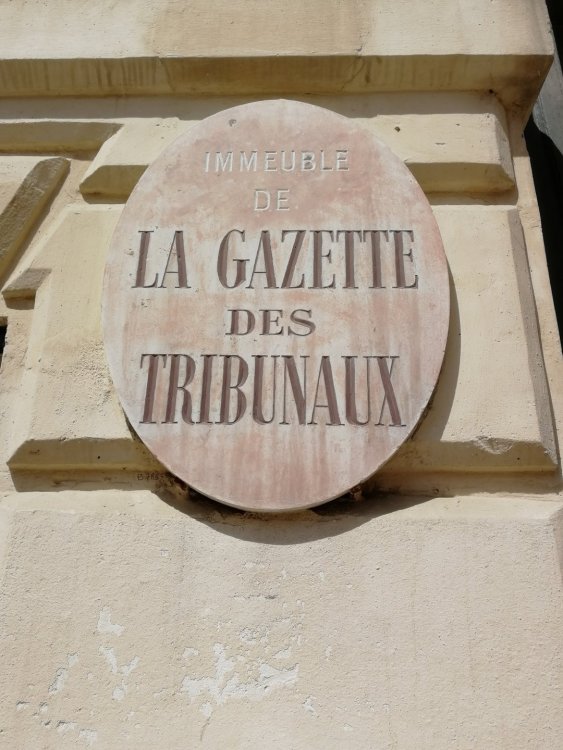 IMMEUBLE
DE
LA GAZETTE
DES
TRIBUNAUX